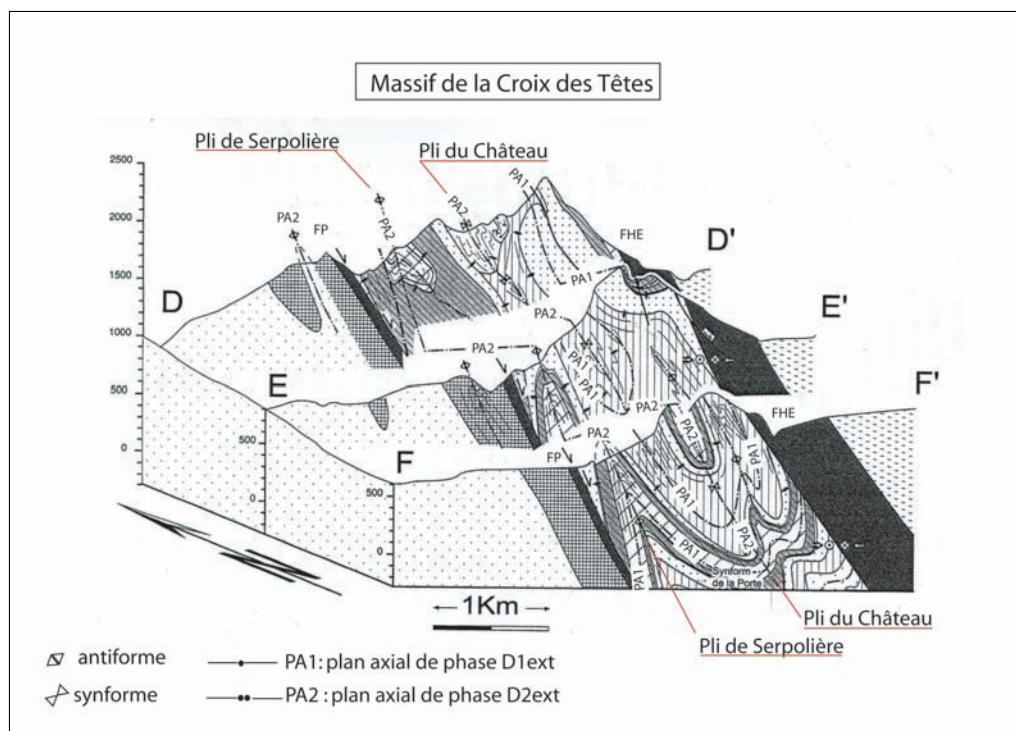 Massif de la Croix des Têtes
Pli de Serpolière
Pli du Château
2500
2000
1500
1000
500
0
PA2
FP
PA2
PA2
PA1
FHE
D
D'
PA1
PA2
PA2
E'
PA1
PA1
E
PA2
F'
500
0
FP
PA2
PA2
PA1
PA1
FHE
F
500
0
PA1
PA1
PA2
Synform
de la Porte
1Km
Pli du Château
Pli de Serpolière
antiforme
PA1: plan axial de phase D1ext
synforme
PA2 : plan axial de phase D2ext